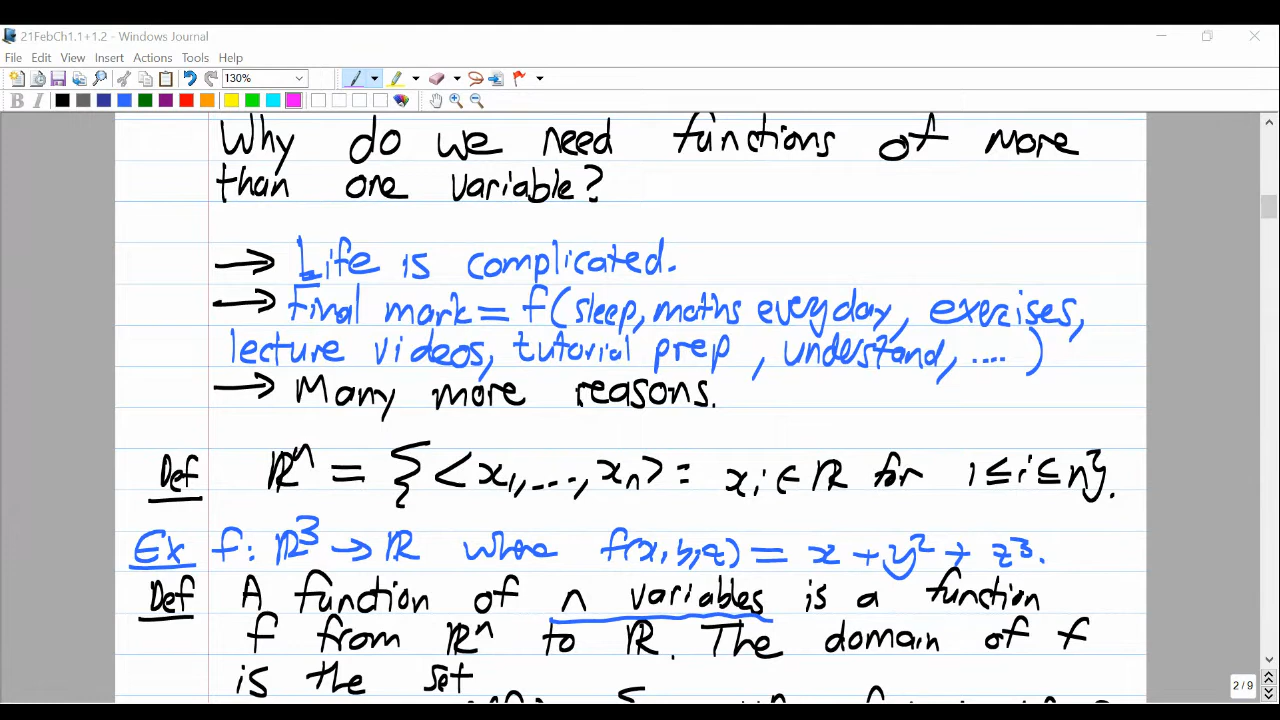 21FebCh1.1+1.2 - Windows Journal
File Edit View Insert Actions Tools Help
130%
B I
Why do we need functions of more
than one variable?
→ Life is complicated.
→ Final mark = f(sleep, maths everyday, exercises,
lecture videos, tutorial prep, understand, .... )
→ Many more reasons.
Def ℝⁿ = {<x₁,...,xₙ> : xᵢ ∈ ℝ for 1≤i≤n}.
Ex f: ℝ³ → ℝ where f(x,y,z) = x + y² + z³.
Def A function of n variables is a function
f from ℝⁿ to ℝ. The domain of f
is the set
2 / 9